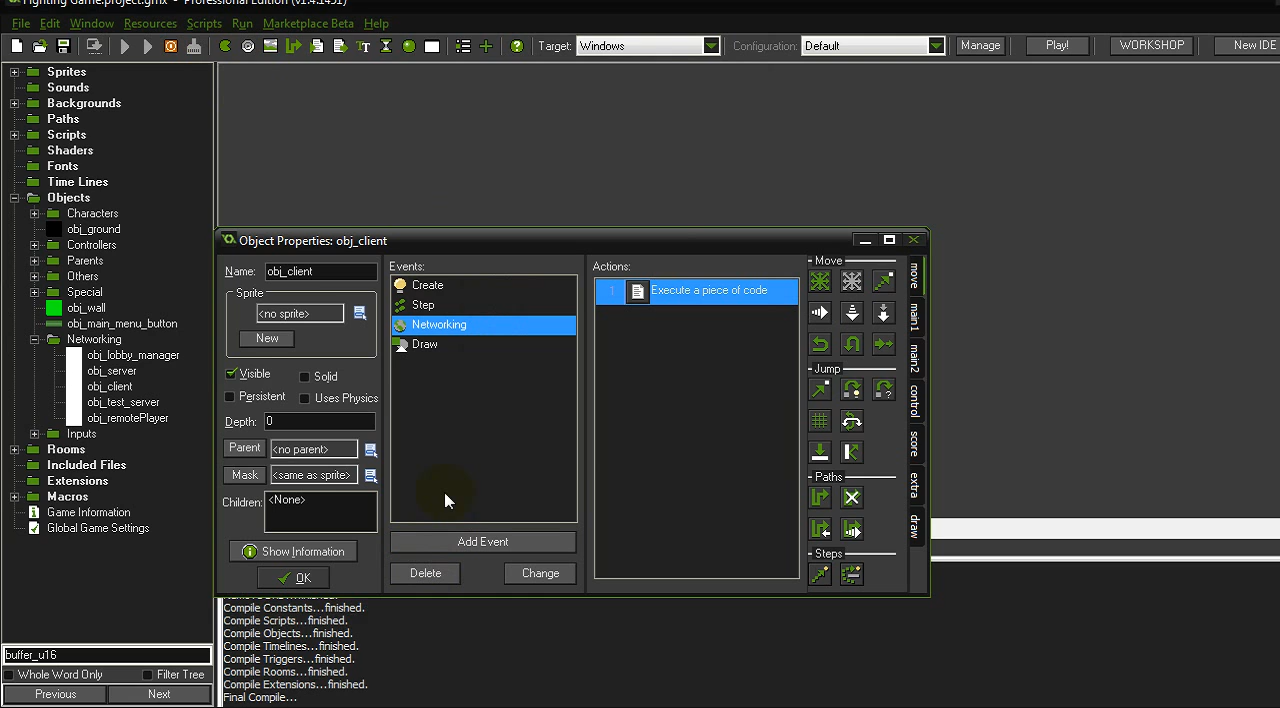 Fighting Game.project.gmx - Professional Edition (v1.4.1451)
File Edit Window Resources Scripts Run Marketplace Beta Help
Target: Windows Configuration: Default Manage Play! WORKSHOP New IDE
Sprites
Sounds
Backgrounds
Paths
Scripts
Shaders
Fonts
Time Lines
Objects
Characters
obj_ground
Controllers
Parents
Others
Special
obj_wall
obj_main_menu_button
Networking
obj_lobby_manager
obj_server
obj_client
obj_test_server
obj_remotePlayer
Inputs
Rooms
Included Files
Extensions
Macros
Game Information
Global Game Settings
buffer_u16
Whole Word Only Filter Tree
Previous Next
Object Properties: obj_client
Name: obj_client
Sprite
<no sprite>
New
Visible Solid
Persistent Uses Physics
Depth: 0
Parent <no parent>
Mask <same as sprite>
Children: <None>
Show Information
OK
Events:
Create
Step
Networking
Draw
Add Event
Delete Change
Actions:
1 Execute a piece of code
Move
Jump
Paths
Steps
move
main1
main2
control
score
extra
draw
Compile Constants...finished.
Compile Scripts...finished.
Compile Objects...finished.
Compile Timelines...finished.
Compile Triggers...finished.
Compile Rooms...finished.
Compile Extensions...finished.
Final Compile...